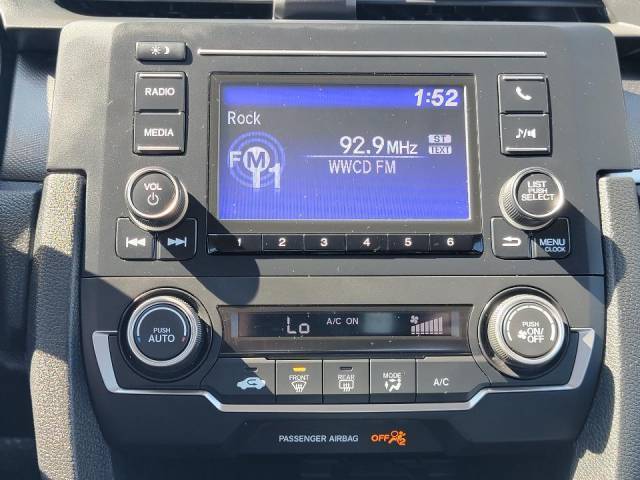 1:52
RADIO
Rock
MEDIA
92.9MHz
ST
TEXT
FM
1
WWCD FM
VOL
LIST
PUSH
SELECT
1 2 3 4 5 6
MENU
CLOCK
PUSH
AUTO
Lo
A/C ON
PUSH
ON/
OFF
FRONT
REAR
MODE
A/C
PASSENGER AIRBAG OFF 2